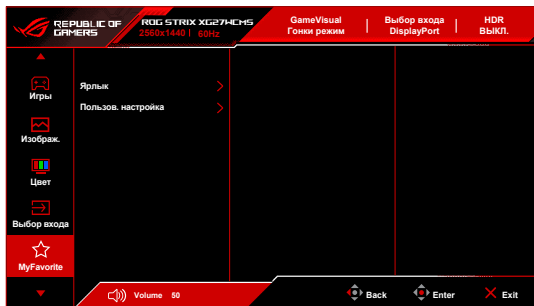 REPUBLIC OF
GAMERS
ROG STRIX XG27WCMS
2560x1440 | 60Hz
GameVisual
Гонки режим
Выбор входа
DisplayPort
HDR
ВЫКЛ.
Игры
Изображ.
Цвет
Выбор входа
MyFavorite
Ярлык
Пользов. настройка
Volume 50
Back
Enter
Exit